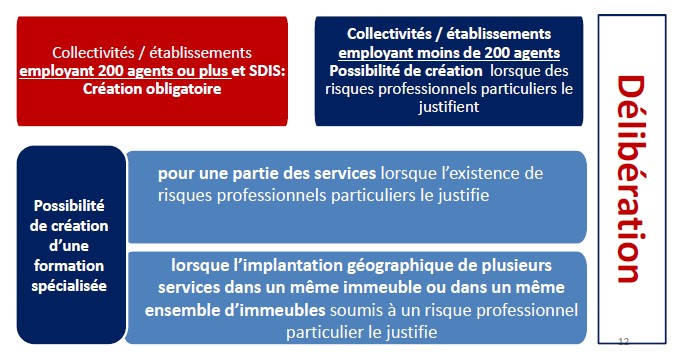 Collectivités / établissements
employant 200 agents ou plus et SDIS:
Création obligatoire
Collectivités / établissements
employant moins de 200 agents
Possibilité de création lorsque des
risques professionnels particuliers le
justifient
Possibilité
de création
d’une
formation
spécialisée
pour une partie des services lorsque l’existence de
risques professionnels particuliers le justifie
lorsque l’implantation géographique de plusieurs
services dans un même immeuble ou dans un même
ensemble d’immeubles soumis à un risque professionnel
particulier le justifie
Délibération
12